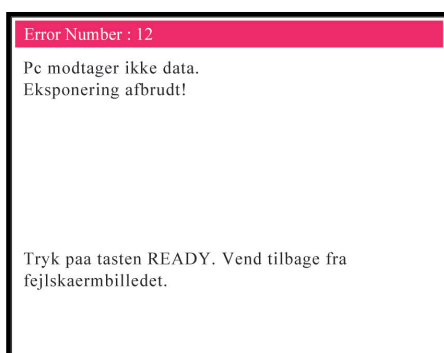 Error Number : 12
Pc modtager ikke data.
Eksponering afbrudt!
Tryk paa tasten READY. Vend tilbage fra
fejlskaermbilledet.